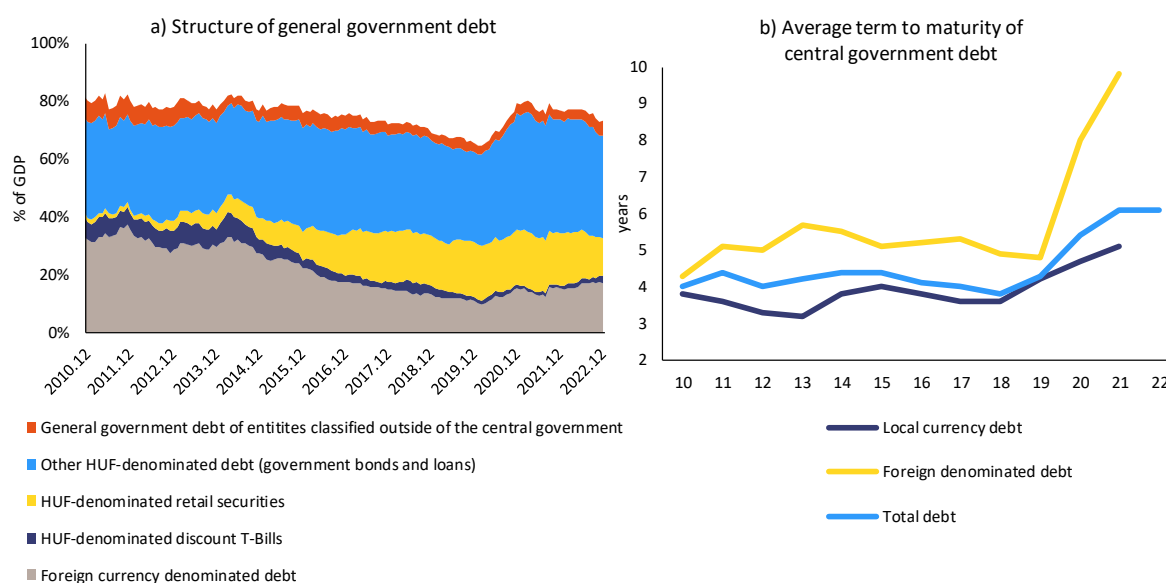 a) Structure of general government debt
100%
80%
60%
40%
20%
0%
% of GDP
2010.12
2011.12
2012.12
2013.12
2014.12
2015.12
2016.12
2017.12
2018.12
2019.12
2020.12
2021.12
2022.12
General government debt of entitites classified outside of the central government
Other HUF-denominated debt (government bonds and loans)
HUF-denominated retail securities
HUF-denominated discount T-Bills
Foreign currency denominated debt
b) Average term to maturity of
central government debt
10
9
8
7
6
5
4
3
2
years
10 11 12 13 14 15 16 17 18 19 20 21 22
Local currency debt
Foreign denominated debt
Total debt